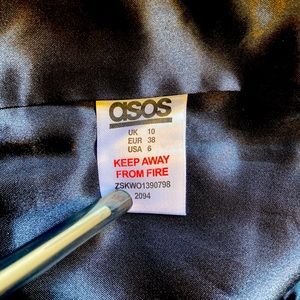 asos
UK 10
EUR 38
USA 6
KEEP AWAY
FROM FIRE
ZSKWO1390798
2094